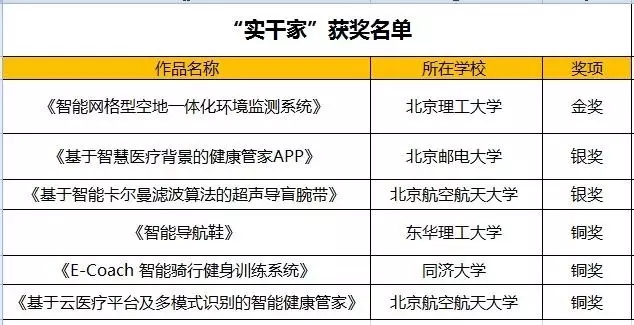 “实干家”获奖名单
作品名称 所在学校 奖项
《智能网格型空地一体化环境监测系统》 北京理工大学 金奖
《基于智慧医疗背景的健康管家APP》 北京邮电大学 银奖
《基于智能卡尔曼滤波算法的超声导盲腕带》 北京航空航天大学 银奖
《智能导航鞋》 东华理工大学 铜奖
《E-Coach 智能骑行健身训练系统》 同济大学 铜奖
《基于云医疗平台及多模式识别的智能健康管家》 北京航空航天大学 铜奖